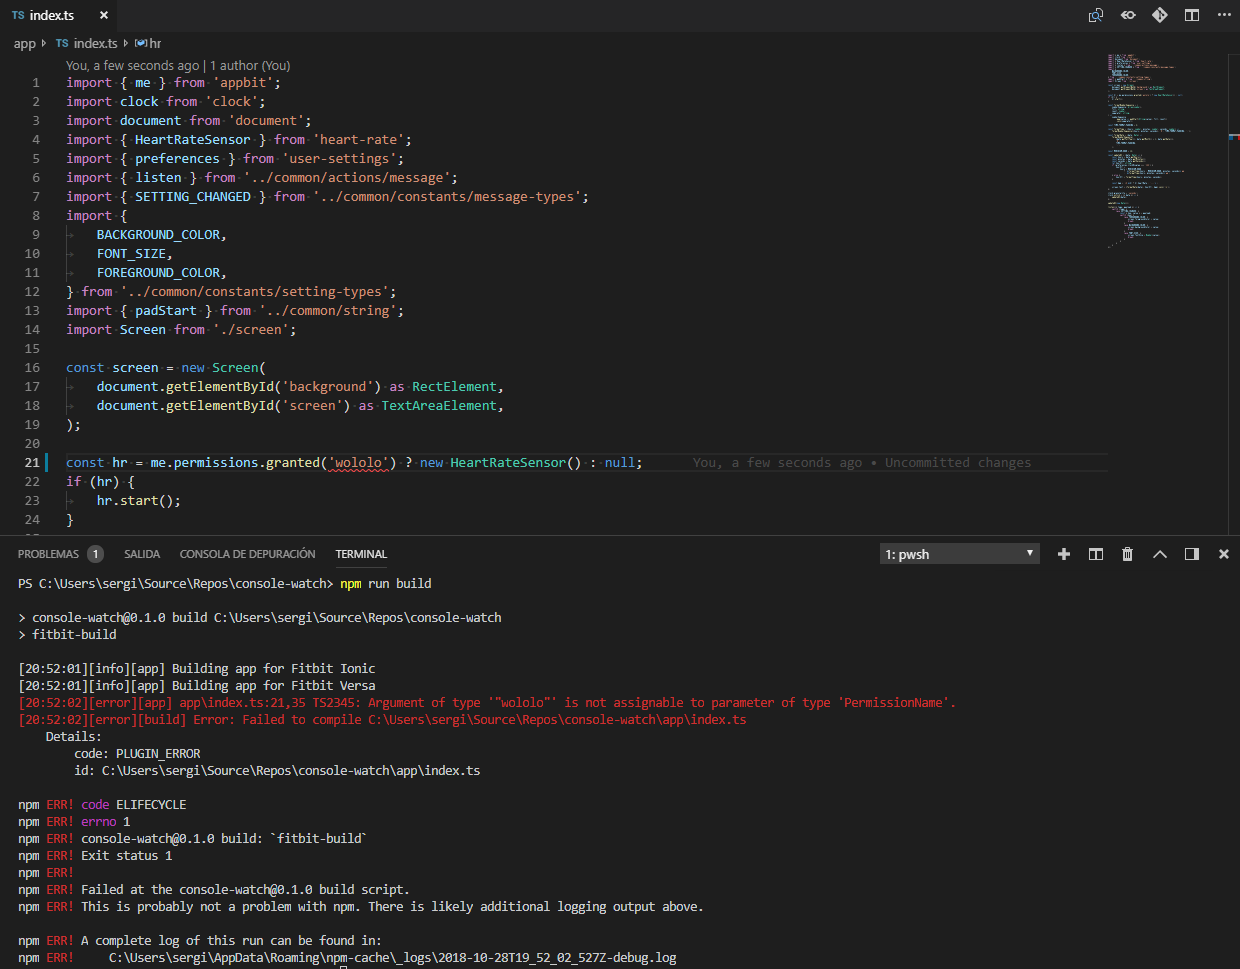 TS index.ts ×
app TS index.ts hr
You, a few seconds ago | 1 author (You)
1 import { me } from 'appbit';
2 import clock from 'clock';
3 import document from 'document';
4 import { HeartRateSensor } from 'heart-rate';
5 import { preferences } from 'user-settings';
6 import { listen } from '../common/actions/message';
7 import { SETTING_CHANGED } from '../common/constants/message-types';
8 import {
9 BACKGROUND_COLOR,
10 FONT_SIZE,
11 FOREGROUND_COLOR,
12 } from '../common/constants/setting-types';
13 import { padStart } from '../common/string';
14 import Screen from './screen';
15
16 const screen = new Screen(
17 document.getElementById('background') as RectElement,
18 document.getElementById('screen') as TextAreaElement,
19 );
20
21 const hr = me.permissions.granted('wololo') ? new HeartRateSensor() : null; You, a few seconds ago • Uncommitted changes
22 if (hr) {
23 hr.start();
24 }
PROBLEMAS 1 SALIDA CONSOLA DE DEPURACIÓN TERMINAL 1: pwsh
PS C:\Users\sergi\Source\Repos\console-watch> npm run build
> console-watch@0.1.0 build C:\Users\sergi\Source\Repos\console-watch
> fitbit-build
[20:52:01][info][app] Building app for Fitbit Ionic
[20:52:01][info][app] Building app for Fitbit Versa
[20:52:02][error][app] app\index.ts:21,35 TS2345: Argument of type '"wololo"' is not assignable to parameter of type 'PermissionName'.
[20:52:02][error][build] Error: Failed to compile C:\Users\sergi\Source\Repos\console-watch\app\index.ts
Details:
code: PLUGIN_ERROR
id: C:\Users\sergi\Source\Repos\console-watch\app\index.ts
npm ERR! code ELIFECYCLE
npm ERR! errno 1
npm ERR! console-watch@0.1.0 build: `fitbit-build`
npm ERR! Exit status 1
npm ERR!
npm ERR! Failed at the console-watch@0.1.0 build script.
npm ERR! This is probably not a problem with npm. There is likely additional logging output above.
npm ERR! A complete log of this run can be found in:
npm ERR! C:\Users\sergi\AppData\Roaming\npm-cache\_logs\2018-10-28T19_52_02_527Z-debug.log